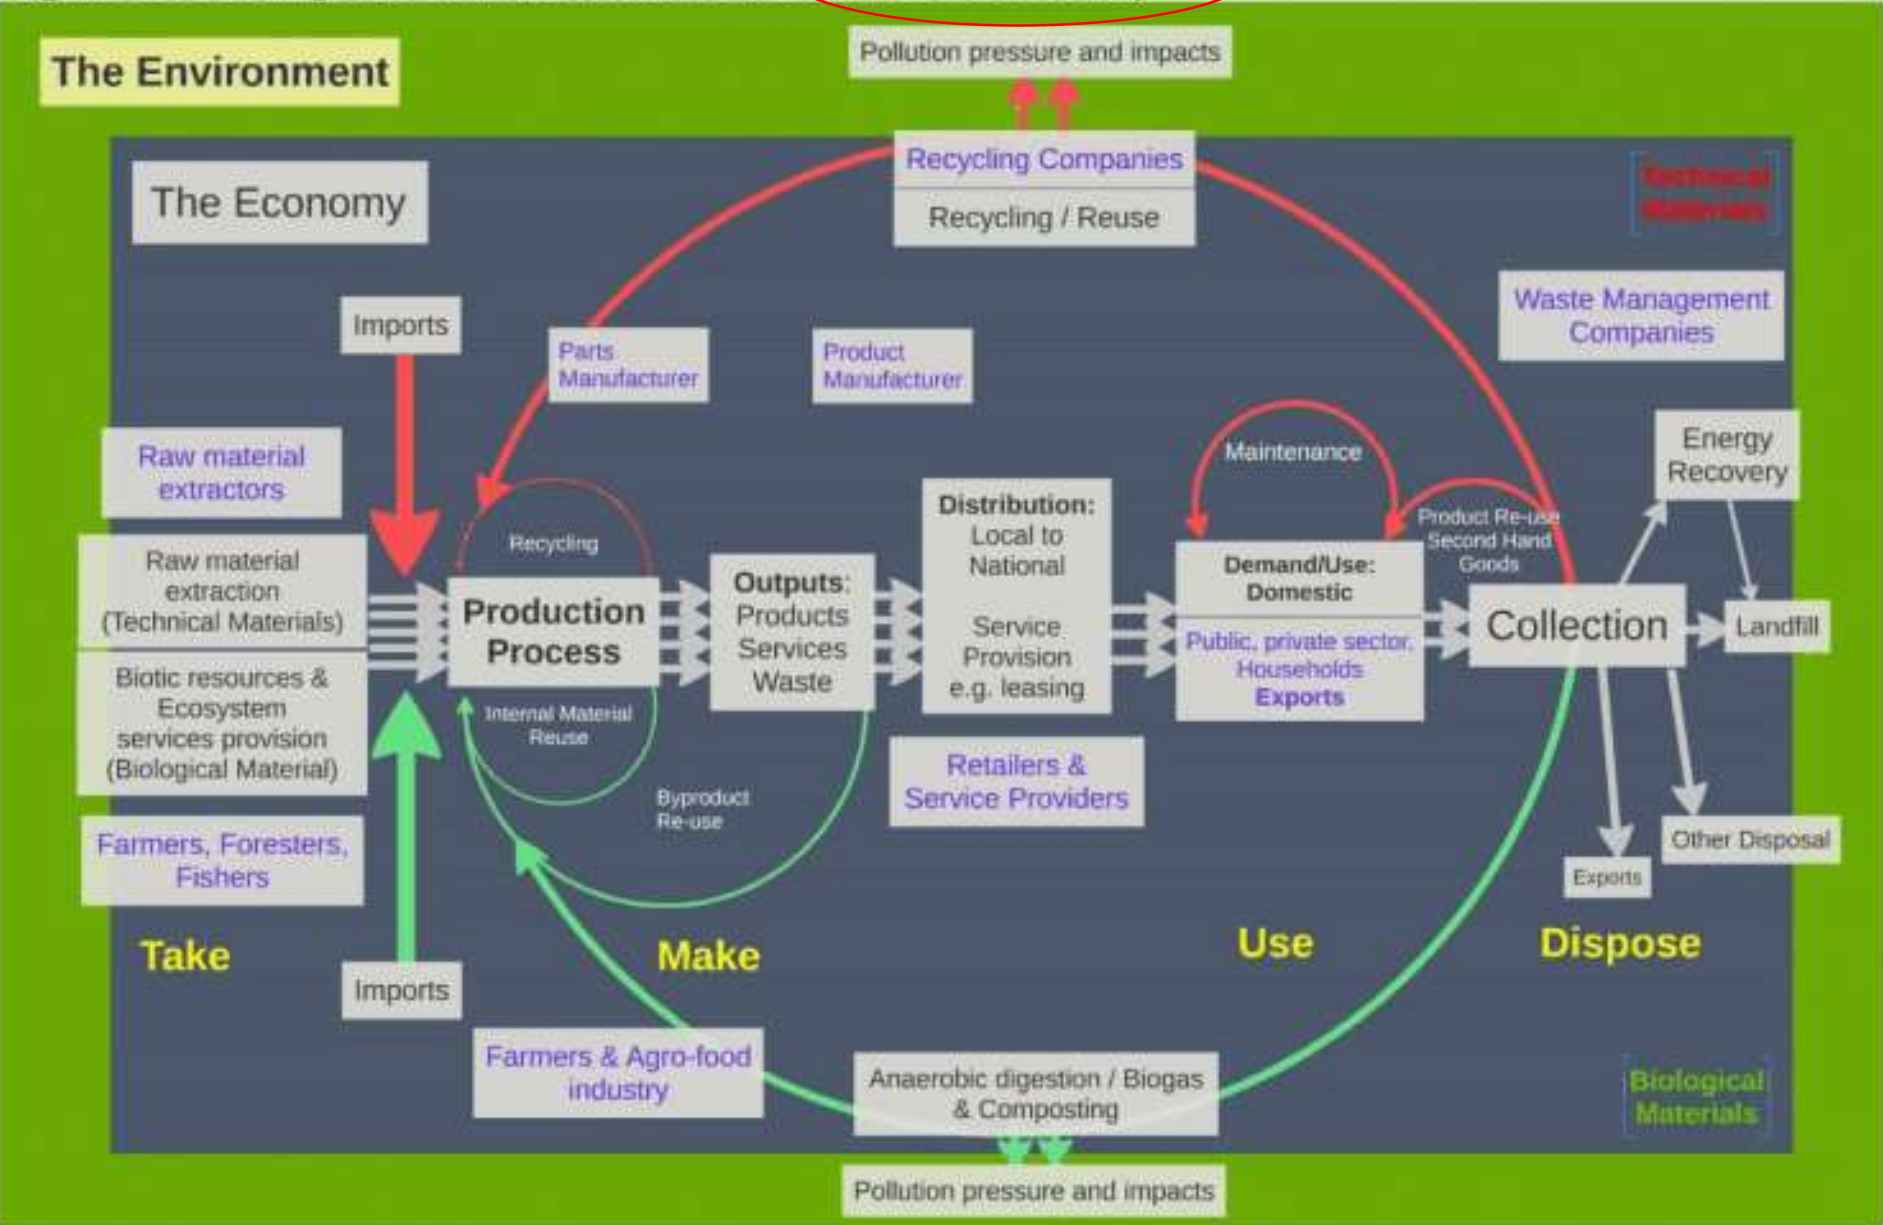 Pollution pressure and impacts
The Environment
Recycling Companies
Recycling / Reuse
The Economy
Technical
Materials
Waste Management
Companies
Imports
Parts
Manufacturer
Product
Manufacturer
Energy
Recovery
Raw material
extractors
Maintenance
Product Re-use
Second Hand
Goods
Raw material
extraction
(Technical Materials)
Recycling
Production
Process
Outputs:
Products
Services
Waste
Distribution:
Local to
National
Service
Provision
e.g. leasing
Demand/Use:
Domestic
Public, private sector,
Households
Exports
Collection
Landfill
Biotic resources &
Ecosystem
services provision
(Biological Material)
Internal Material
Reuse
Byproduct
Re-use
Retailers &
Service Providers
Farmers, Foresters,
Fishers
Other Disposal
Exports
Take
Make
Use
Dispose
Imports
Farmers & Agro-food
industry
Anaerobic digestion / Biogas
& Composting
Biological
Materials
Pollution pressure and impacts